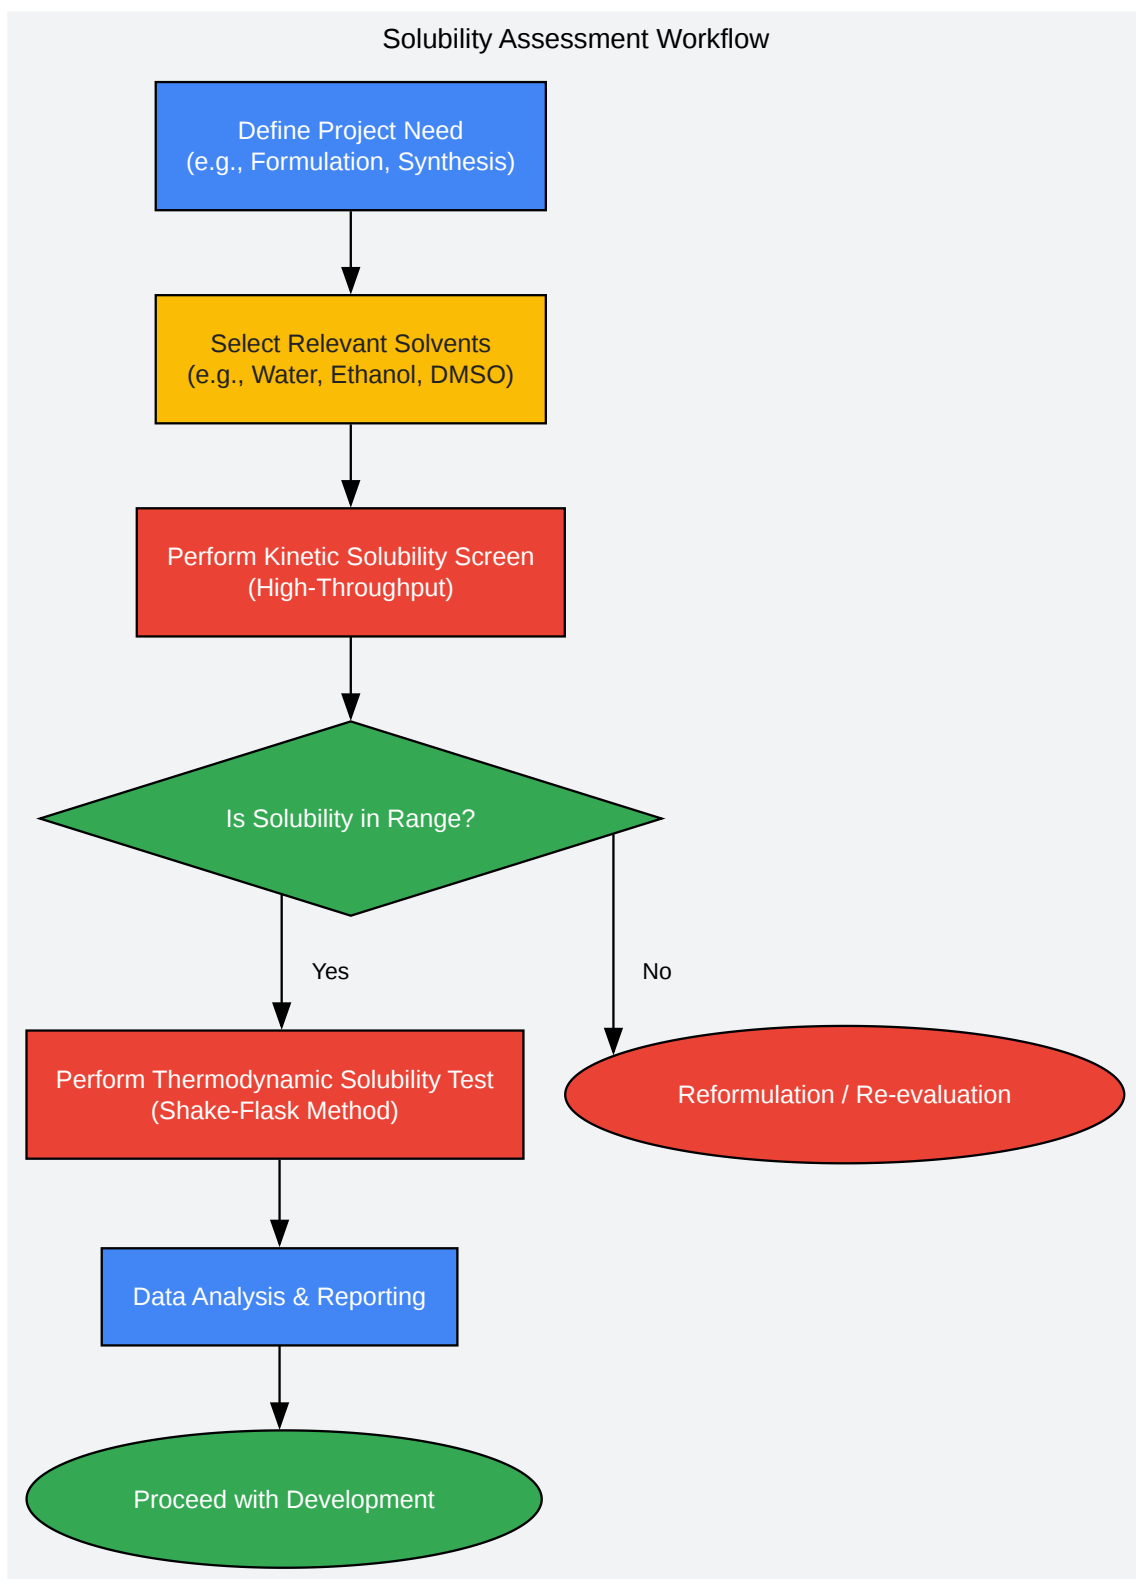 Solubility Assessment Workflow
Define Project Need
(e.g., Formulation, Synthesis)
Select Relevant Solvents
(e.g., Water, Ethanol, DMSO)
Perform Kinetic Solubility Screen
(High-Throughput)
Is Solubility in Range?
Yes
No
Perform Thermodynamic Solubility Test
(Shake-Flask Method)
Reformulation / Re-evaluation
Data Analysis & Reporting
Proceed with Development